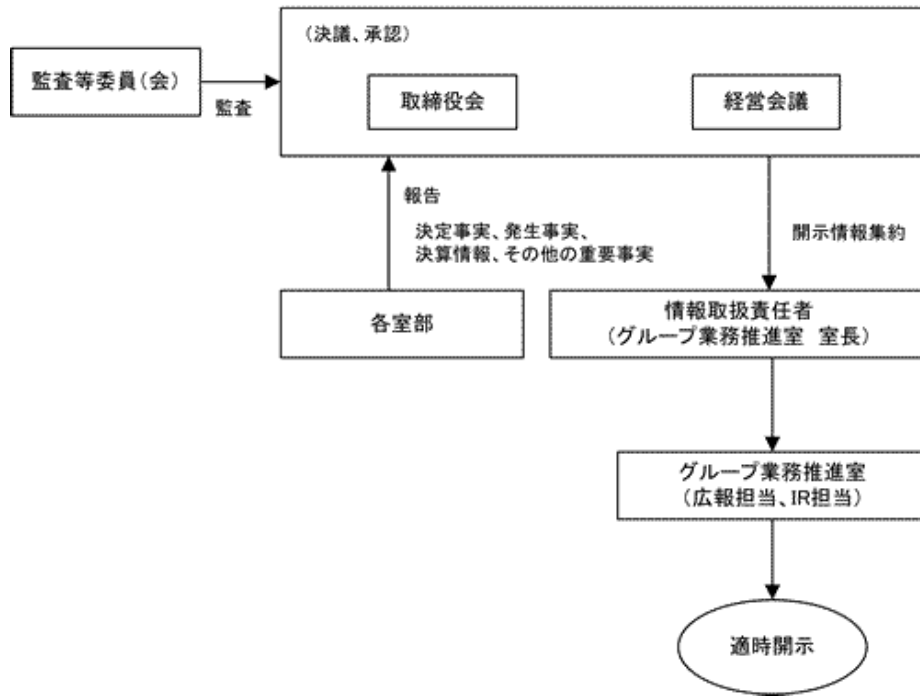 (決議、承認)
監査等委員(会)
監査
取締役会
経営会議
報告
決定事実、発生事実、
決算情報、その他の重要事実
開示情報集約
各室部
情報取扱責任者
(グループ業務推進室 室長)
グループ業務推進室
(広報担当、IR担当)
適時開示